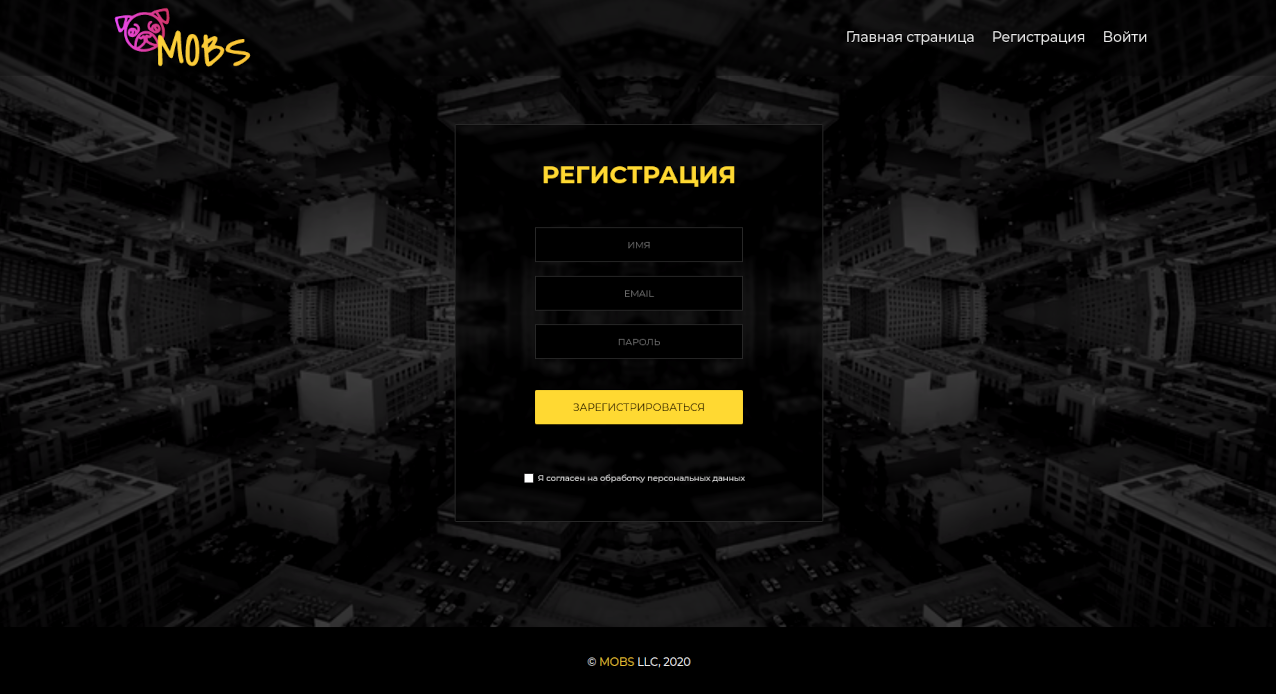 MOBS
Главная страница Регистрация Войти
РЕГИСТРАЦИЯ
ИМЯ
EMAIL
ПАРОЛЬ
ЗАРЕГИСТРИРОВАТЬСЯ
Я согласен на обработку персональных данных
© MOBS LLC, 2020